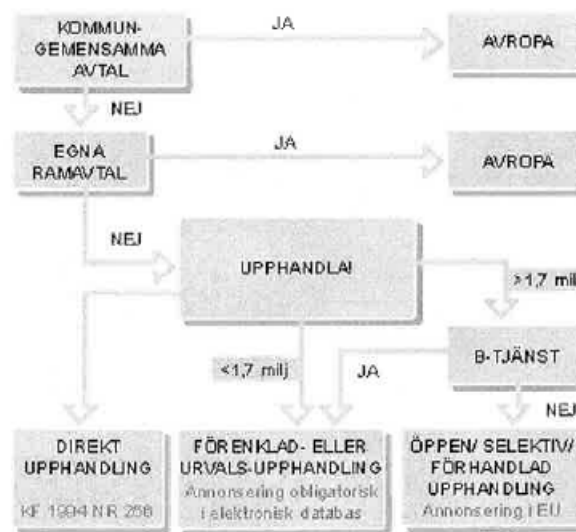 KOMMUN-
GEMENSAMMA
AVTAL
JA
AVROPA
NEJ
EGNA
RAMAVTAL
JA
AVROPA
NEJ
UPPHANDLA!
>1,7 milj
<1,7 milj
JA
B-TJÄNST
NEJ
DIREKT
UPPHANDLING
KF 1994 NR 256
FÖRENKLAD- ELLER
URVALS-UPPHANDLING
Annonsering obligatorisk
i elektronisk databas
ÖPPEN/ SELEKTIV/
FÖRHANDLAD
UPPHANDLING
Annonsering i EU